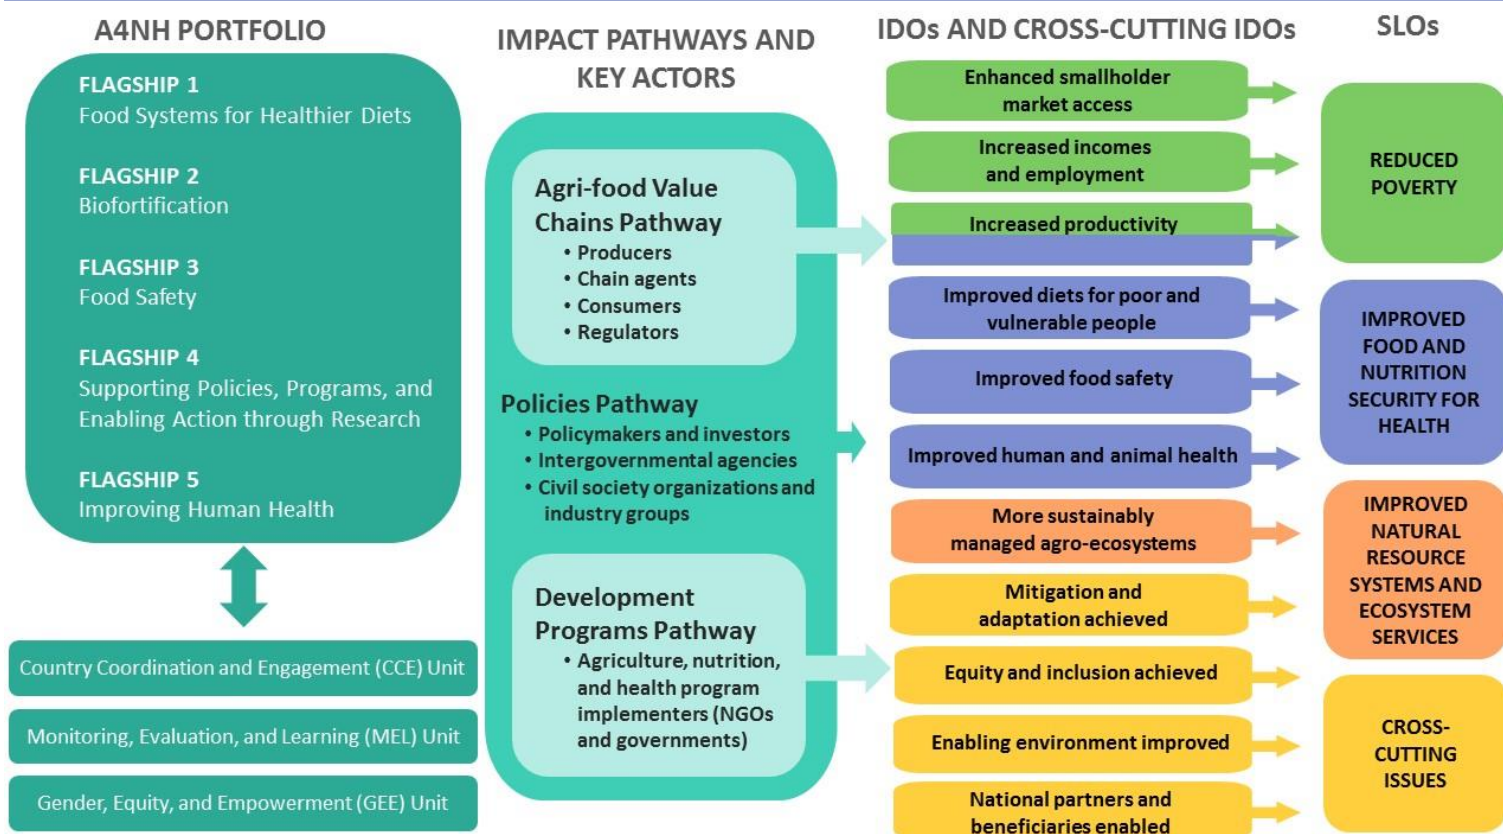 A4NH PORTFOLIO
FLAGSHIP 1
Food Systems for Healthier Diets
FLAGSHIP 2
Biofortification
FLAGSHIP 3
Food Safety
FLAGSHIP 4
Supporting Policies, Programs, and
Enabling Action through Research
FLAGSHIP 5
Improving Human Health
Country Coordination and Engagement (CCE) Unit
Monitoring, Evaluation, and Learning (MEL) Unit
Gender, Equity, and Empowerment (GEE) Unit
IMPACT PATHWAYS AND
KEY ACTORS
Agri-food Value
Chains Pathway
• Producers
• Chain agents
• Consumers
• Regulators
Policies Pathway
• Policymakers and investors
• Intergovernmental agencies
• Civil society organizations and
industry groups
Development
Programs Pathway
• Agriculture, nutrition,
and health program
implementers (NGOs
and governments)
IDOs AND CROSS-CUTTING IDOs
Enhanced smallholder
market access
Increased incomes
and employment
Increased productivity
Improved diets for poor and
vulnerable people
Improved food safety
Improved human and animal health
More sustainably
managed agro-ecosystems
Mitigation and
adaptation achieved
Equity and inclusion achieved
Enabling environment improved
National partners and
beneficiaries enabled
SLOs
REDUCED
POVERTY
IMPROVED
FOOD AND
NUTRITION
SECURITY FOR
HEALTH
IMPROVED
NATURAL
RESOURCE
SYSTEMS AND
ECOSYSTEM
SERVICES
CROSS-
CUTTING
ISSUES